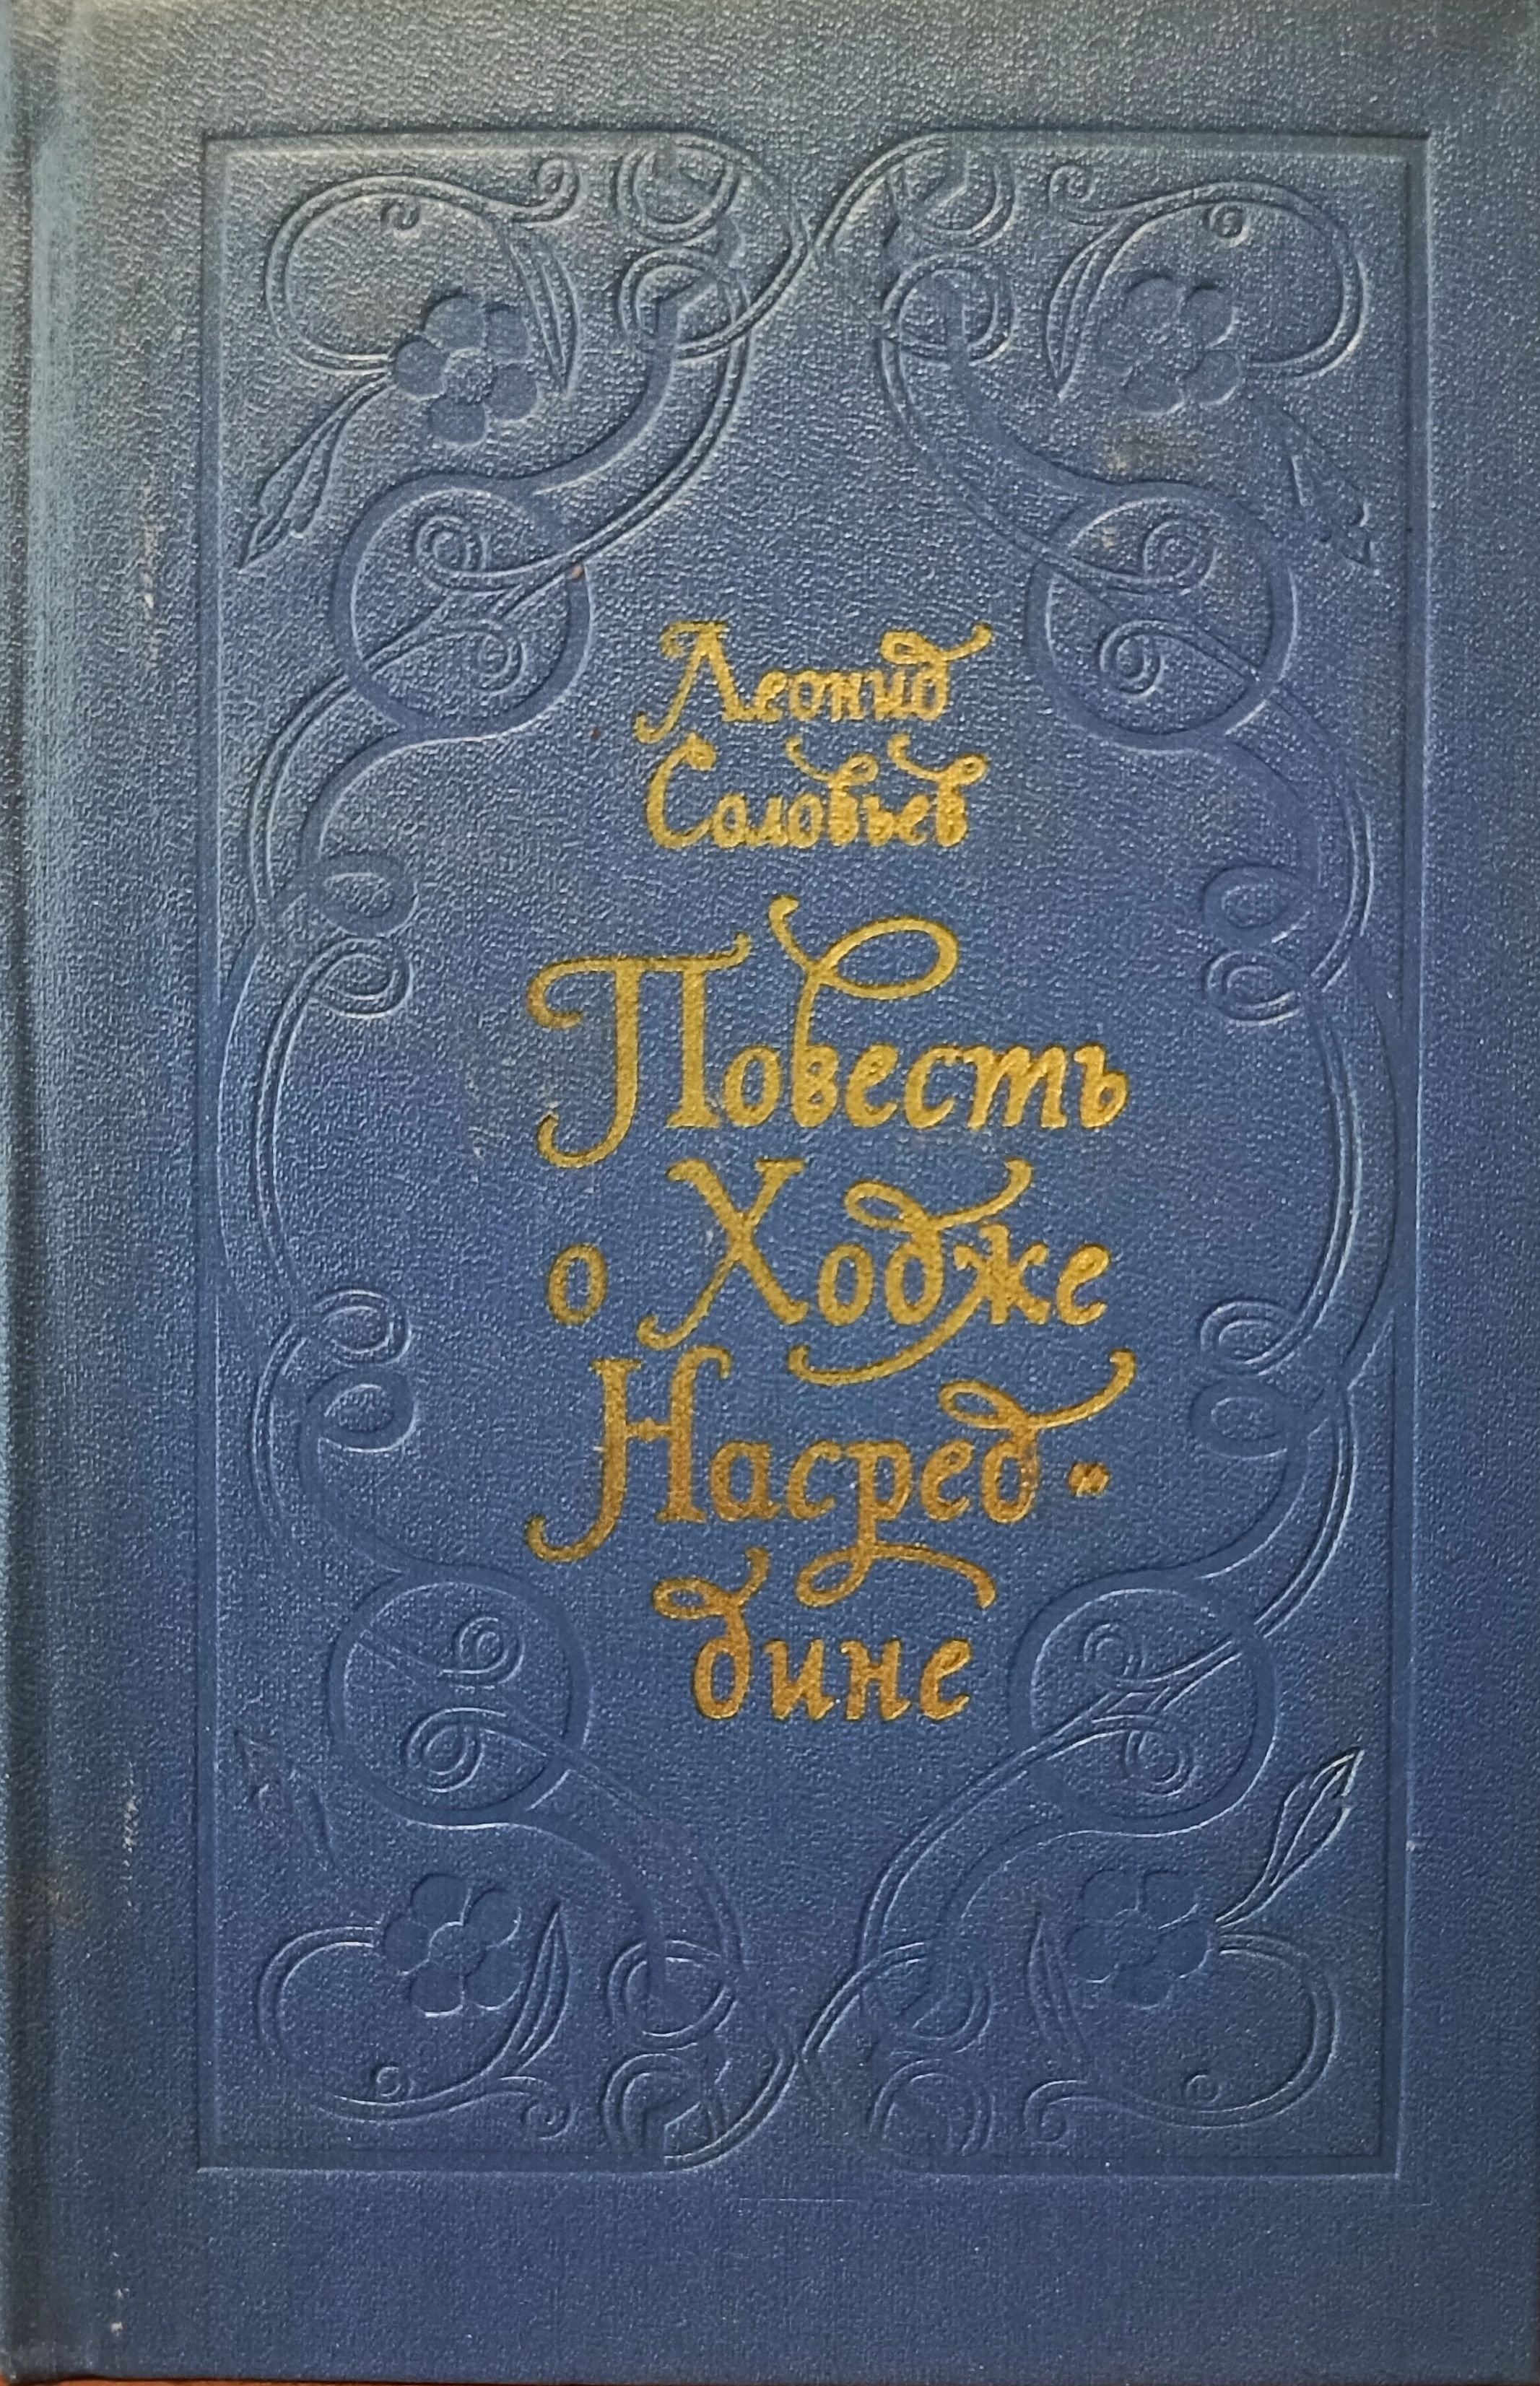 Леонид
Соловьев
Повесть
о Ходже
Насред-
дине